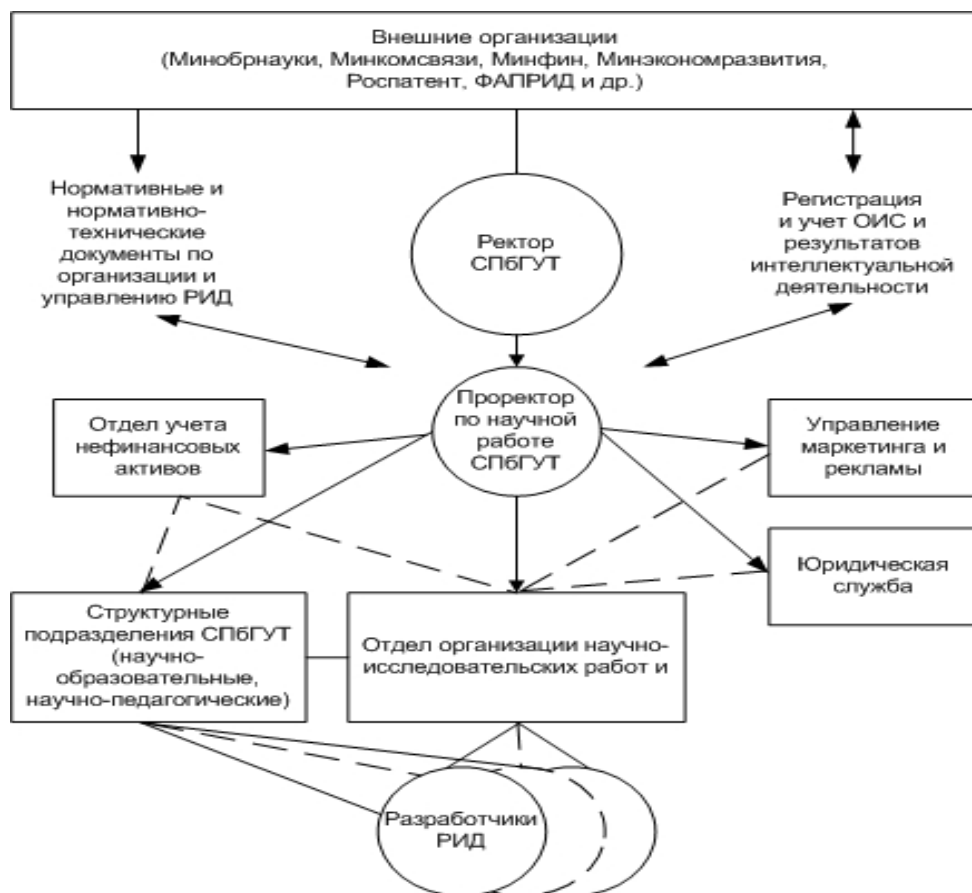 Внешние организации
(Минобрнауки, Минкомсвязи, Минфин, Минэкономразвития,
Роспатент, ФАПРИД и др.)
Нормативные и
нормативно-
технические
документы по
организации и
управлению РИД
Ректор
СПбГУТ
Регистрация
и учет ОИС и
результатов
интеллектуальной
деятельности
Проректор
по научной
работе
СПбГУТ
Отдел учета
нефинансовых
активов
Управление
маркетинга и
рекламы
Юридическая
служба
Структурные
подразделения СПбГУТ
(научно-
образовательные,
научно-педагогические)
Отдел организации научно-
исследовательских работ и
Разработчики
РИД